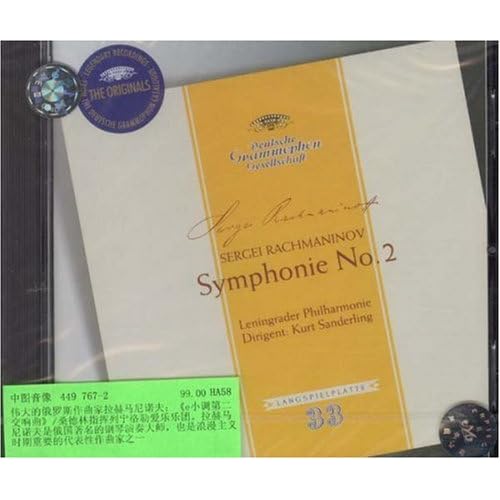 LEGENDARY RECORDINGS
THE ORIGINALS
Deutsche
Grammophon
Gesellschaft
Sergei Rachmaninoff
SERGEI RACHMANINOV
Symphonie No. 2
Leningrader Philharmonie
Dirigent: Kurt Sanderling
LANGSPIELPLATTE
33
中图音像 449 767-2 99.00 HA58
伟大的俄罗斯作曲家拉赫马尼诺夫:《e小调第二
交响曲》/桑德林指挥列宁格勒爱乐乐团。拉赫马
尼诺夫是俄国著名的钢琴演奏大师,也是浪漫主义
时期重要的代表性作曲家之一